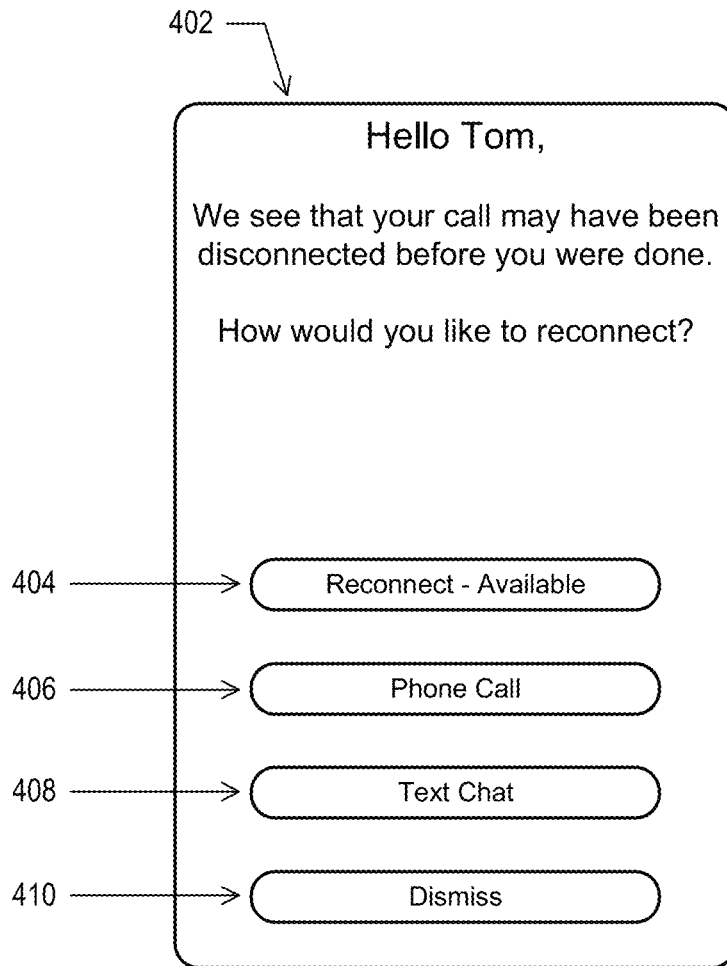 402
Hello Tom,
We see that your call may have been
disconnected before you were done.
How would you like to reconnect?
404
Reconnect - Available
406
Phone Call
408
Text Chat
410
Dismiss